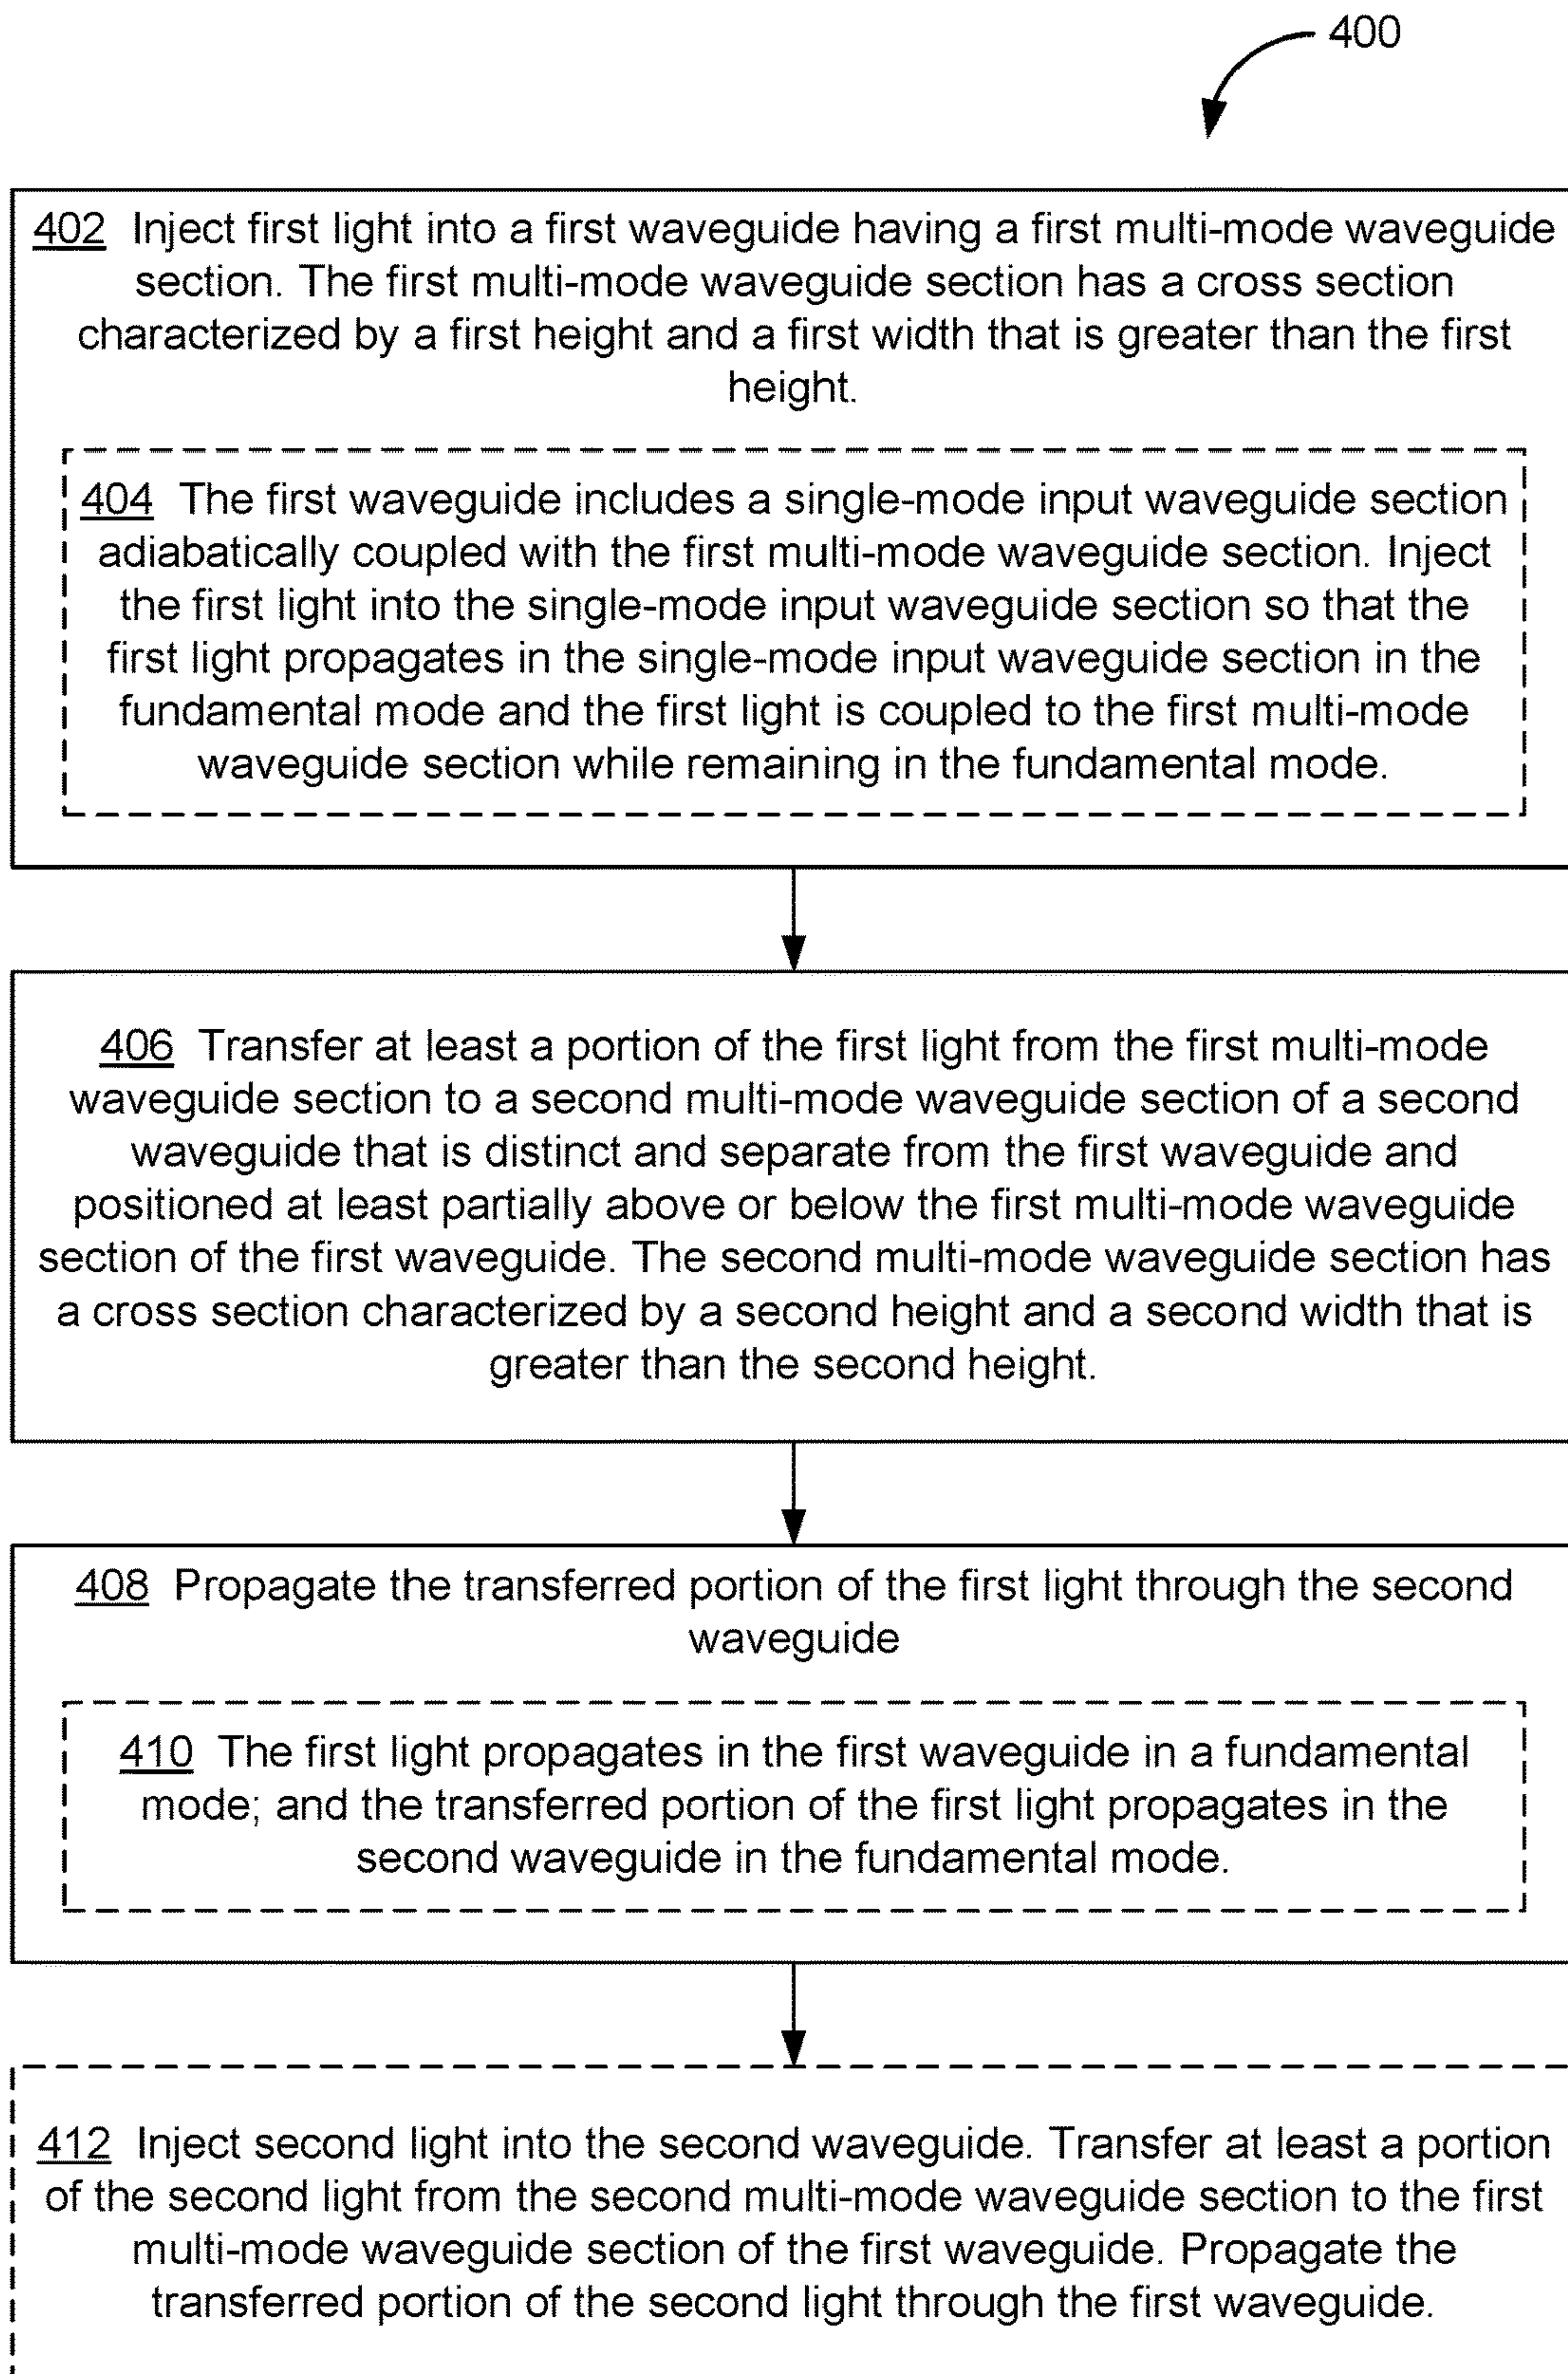 400
402 Inject first light into a first waveguide having a first multi-mode waveguide
section. The first multi-mode waveguide section has a cross section
characterized by a first height and a first width that is greater than the first
height.
404 The first waveguide includes a single-mode input waveguide section
adiabatically coupled with the first multi-mode waveguide section. Inject
the first light into the single-mode input waveguide section so that the
first light propagates in the single-mode input waveguide section in the
fundamental mode and the first light is coupled to the first multi-mode
waveguide section while remaining in the fundamental mode.
406 Transfer at least a portion of the first light from the first multi-mode
waveguide section to a second multi-mode waveguide section of a second
waveguide that is distinct and separate from the first waveguide and
positioned at least partially above or below the first multi-mode waveguide
section of the first waveguide. The second multi-mode waveguide section has
a cross section characterized by a second height and a second width that is
greater than the second height.
408 Propagate the transferred portion of the first light through the second
waveguide
410 The first light propagates in the first waveguide in a fundamental
mode; and the transferred portion of the first light propagates in the
second waveguide in the fundamental mode.
412 Inject second light into the second waveguide. Transfer at least a portion
of the second light from the second multi-mode waveguide section to the first
multi-mode waveguide section of the first waveguide. Propagate the
transferred portion of the second light through the first waveguide.